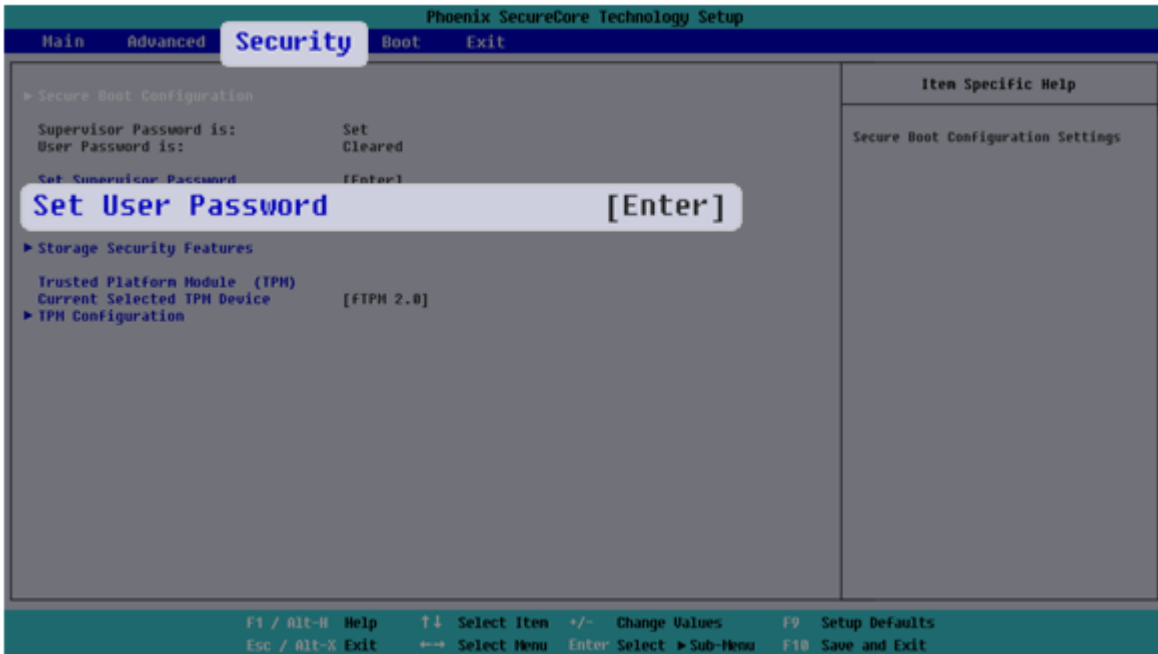 Phoenix SecureCore Technology Setup
Main Advanced Security Boot Exit
▶ Secure Boot Configuration
Supervisor Password is: Set
User Password is: Cleared
Set Supervisor Password [Enter]
Set User Password [Enter]
▶ Storage Security Features
Trusted Platform Module (TPM)
Current Selected TPM Device [fTPM 2.0]
▶ TPM Configuration
Item Specific Help
Secure Boot Configuration Settings
F1 / Alt-H Help ↑↓ Select Item +/- Change Values F9 Setup Defaults
Esc / Alt-X Exit ←→ Select Menu Enter Select ▶ Sub-Menu F10 Save and Exit